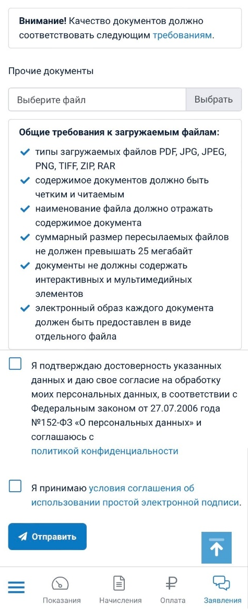 Внимание! Качество документов должно
соответствовать следующим требованиям.
Прочие документы
Выберите файл
Выбрать
Общие требования к загружаемым файлам:
типы загружаемых файлов PDF, JPG, JPEG,
PNG, TIFF, ZIP, RAR
содержимое документов должно быть
четким и читаемым
наименование файла должно отражать
содержимое документа
суммарный размер пересылаемых файлов
не должен превышать 25 мегабайт
документы не должны содержать
интерактивных и мультимедийных
элементов
электронный образ каждого документа
должен быть предоставлен в виде
отдельного файла
Я подтверждаю достоверность указанных
данных и даю свое согласие на обработку
моих персональных данных, в соответствии с
Федеральным законом от 27.07.2006 года
№152-ФЗ «О персональных данных» и
соглашаюсь с
политикой конфиденциальности
Я принимаю условия соглашения об
использовании простой электронной подписи.
Отправить
Показания
Начисления
Оплата
Заявления